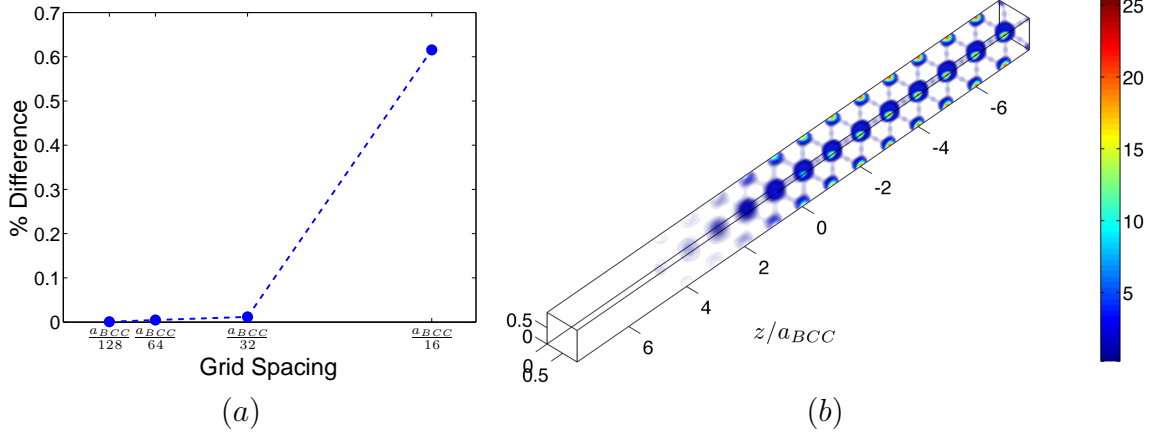 0.7
0.6
0.5
0.4
0.3
0.2
0.1
0
% Difference
a_BCC/128
a_BCC/64
a_BCC/32
a_BCC/16
Grid Spacing
(a)
-6
-4
-2
0
2
4
6
z/a_BCC
0.5
0
0
0.5
(b)
25
20
15
10
5